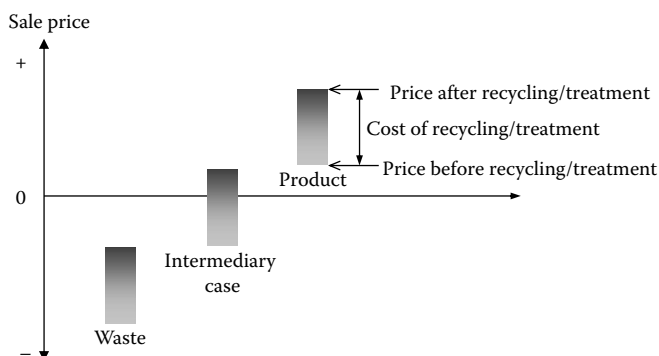 Sale price
+
Price after recycling/treatment
Cost of recycling/treatment
Price before recycling/treatment
Product
0
Intermediary
case
Waste
–